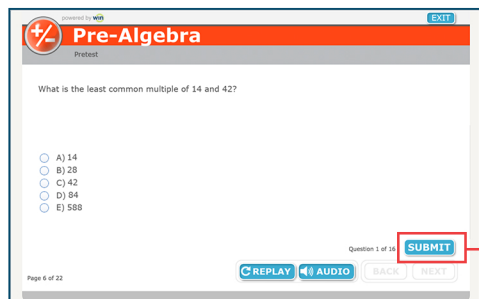 powered by win
EXIT
+/-
Pre-Algebra
Pretest
What is the least common multiple of 14 and 42?
A) 14
B) 28
C) 42
D) 84
E) 588
Question 1 of 16
SUBMIT
Page 6 of 22
REPLAY
AUDIO
BACK
NEXT